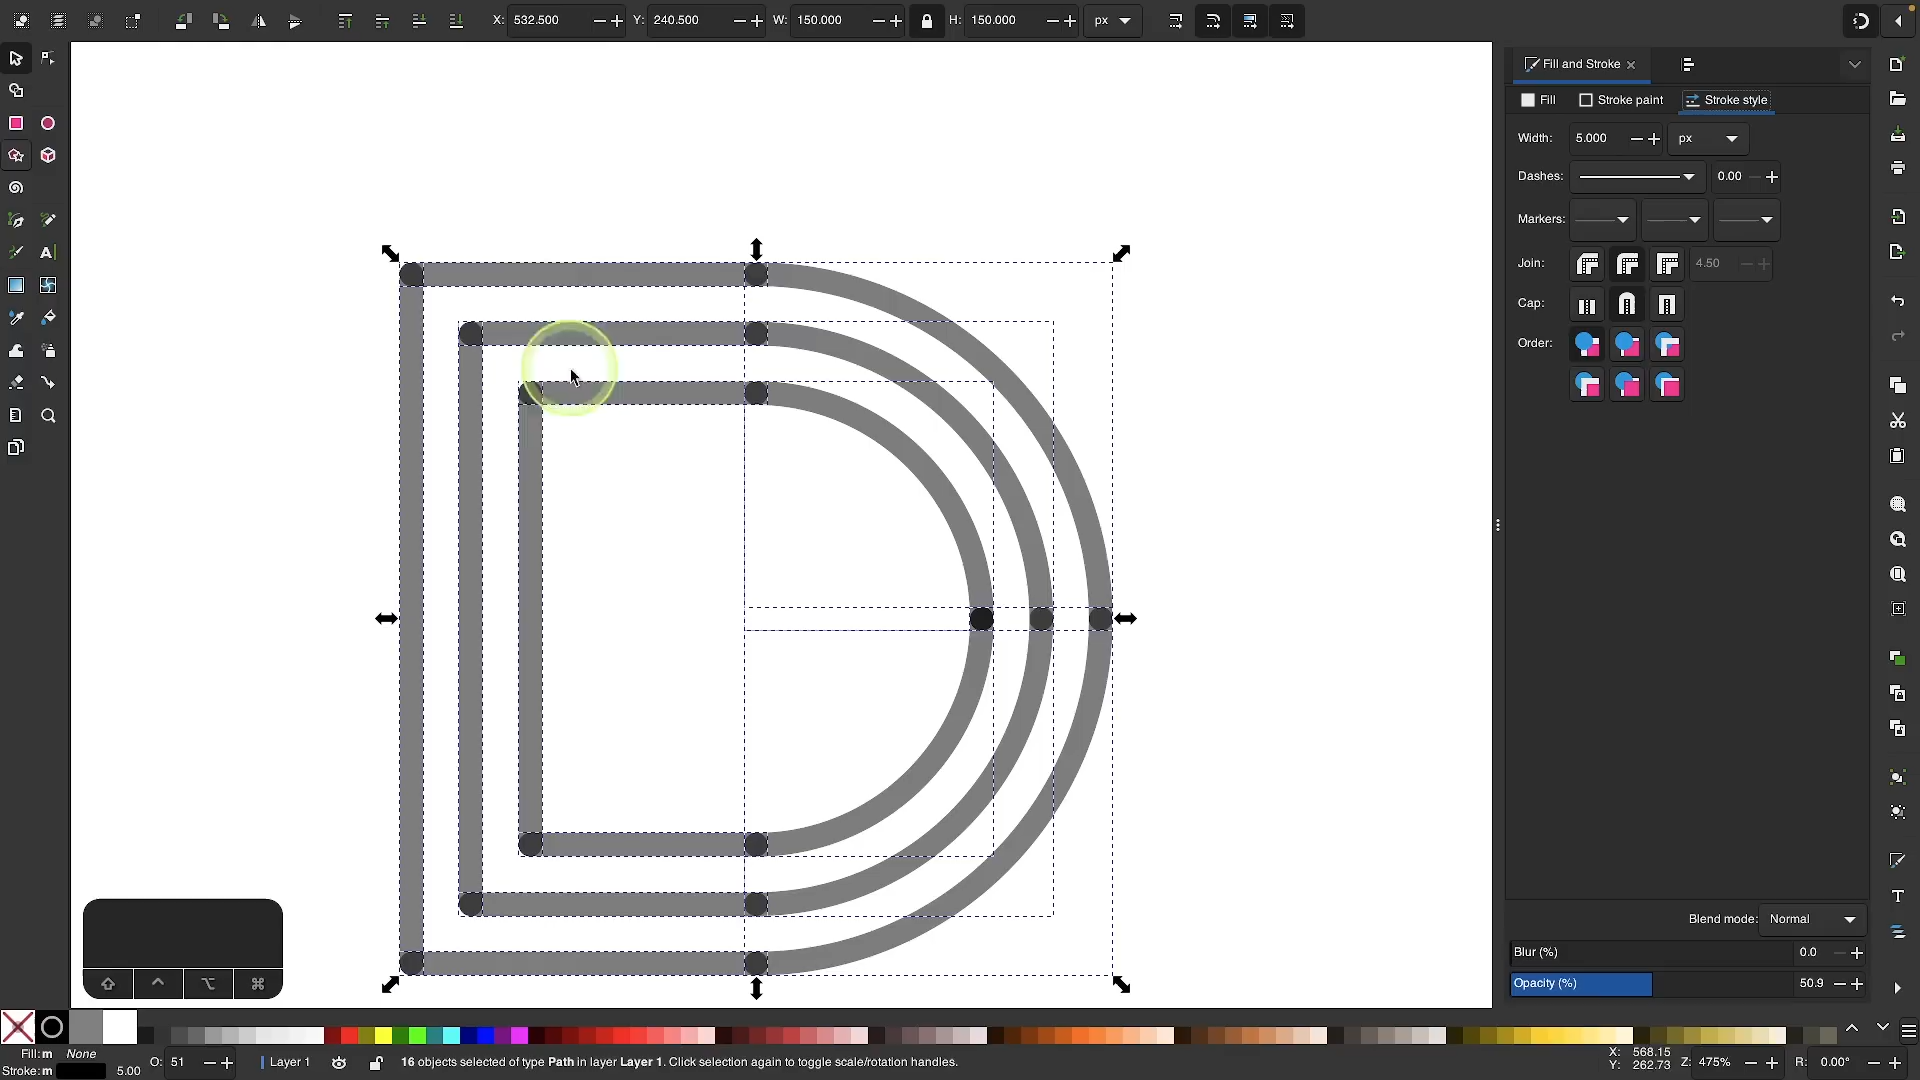 X: 532.500 Y: 240.500 W: 150.000 H: 150.000 px
Fill and Stroke
Fill Stroke paint Stroke style
Width: 5.000 px
Dashes: 0.00
Markers:
Join: 4.50
Cap:
Order:
Blend mode: Normal
Blur (%) 0.0
Opacity (%) 50.9
Fill:m None
Stroke:m 5.00
O: 51
Layer 1
16 objects selected of type Path in layer Layer 1. Click selection again to toggle scale/rotation handles.
X: 568.15
Y: 262.73
Z: 475%
R: 0.00°